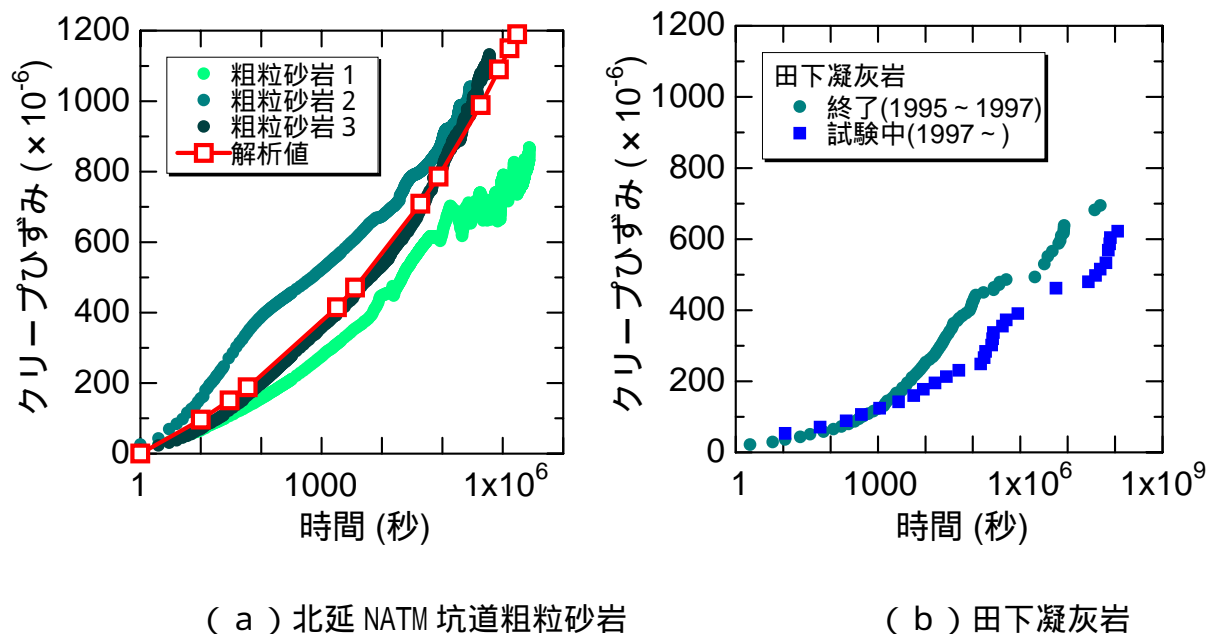 クリープひずみ (×10-6)
1200
1000
800
600
400
200
0
粗粒砂岩1
粗粒砂岩2
粗粒砂岩3
解析値
1
1000
1x10^6
時間 (秒)
(a)北延NATM坑道粗粒砂岩
クリープひずみ (×10-6)
1200
1000
800
600
400
200
0
田下凝灰岩
終了(1995~1997)
試験中(1997~)
1
1000
1x10^6
1x10^9
時間 (秒)
(b)田下凝灰岩